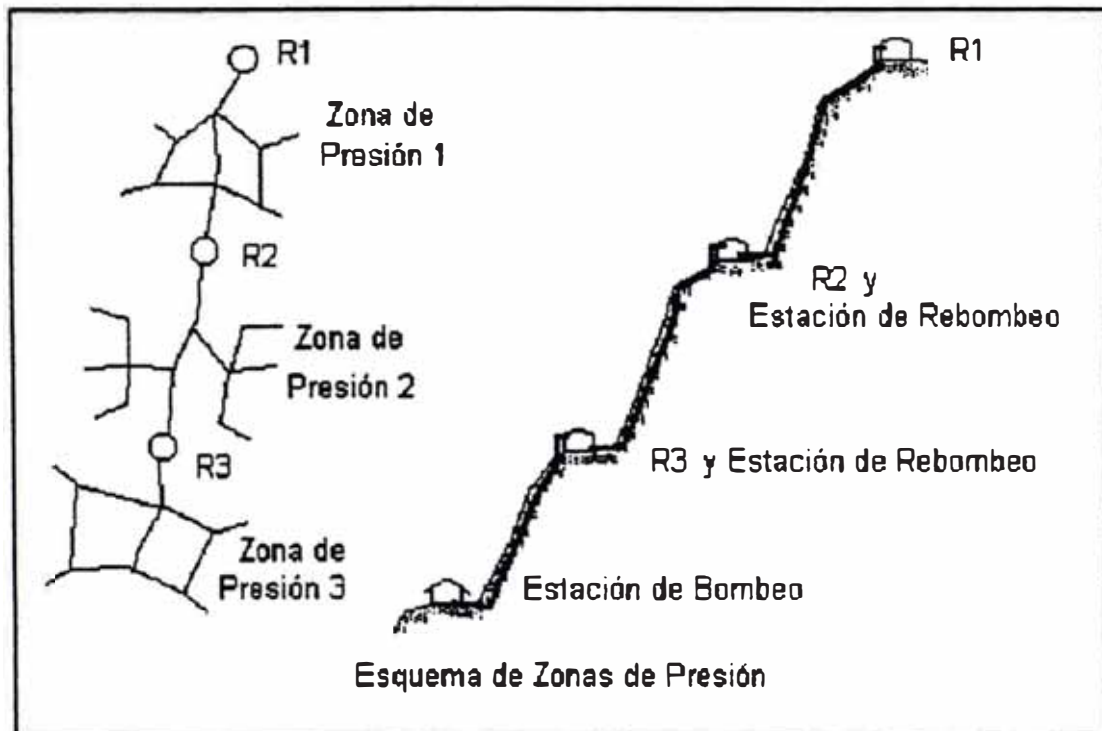 R1
Zona de
Presión 1
R2
Zona de
Presión 2
R3
Zona de
Presión 3
R1
R2 y
Estación de Rebombeo
R3 y Estación de Rebombeo
Estación de Bombeo
Esquema de Zonas de Presión